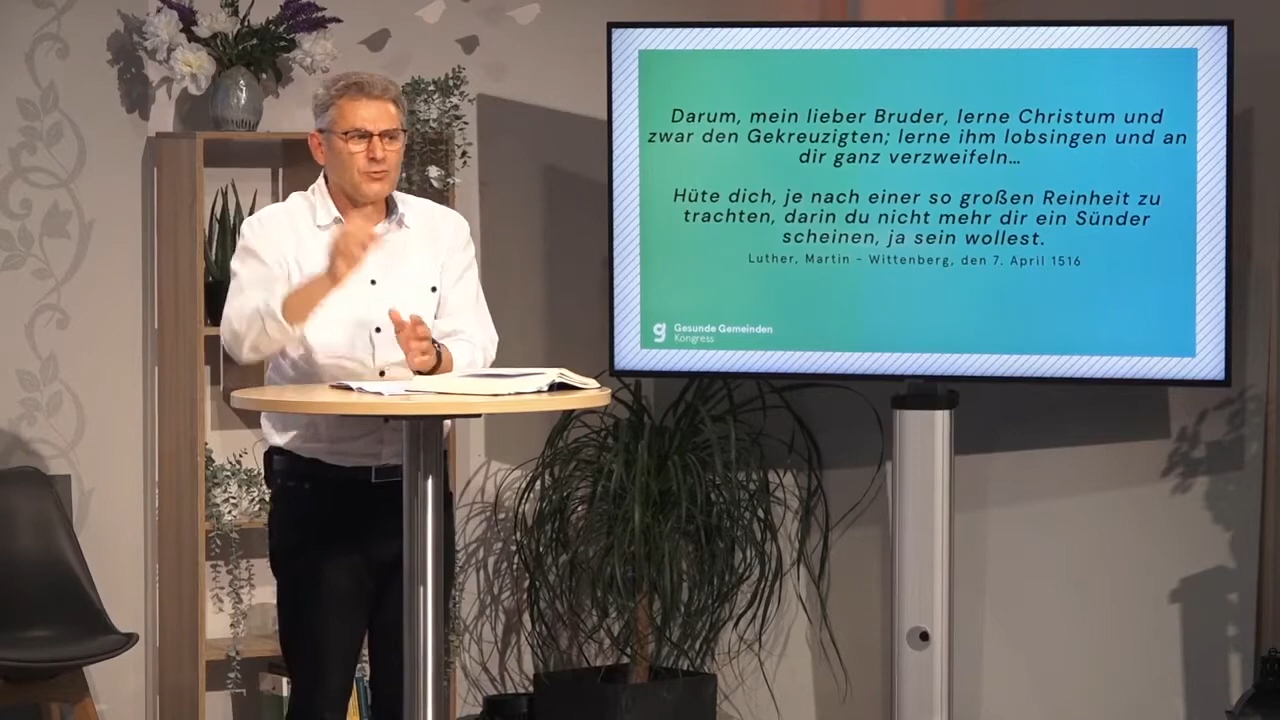 Darum, mein lieber Bruder, lerne Christum und
zwar den Gekreuzigten; lerne ihm lobsingen und an
dir ganz verzweifeln…
Hüte dich, je nach einer so großen Reinheit zu
trachten, darin du nicht mehr dir ein Sünder
scheinen, ja sein wollest.
Luther, Martin - Wittenberg, den 7. April 1516
g Gesunde Gemeinden
Kongress